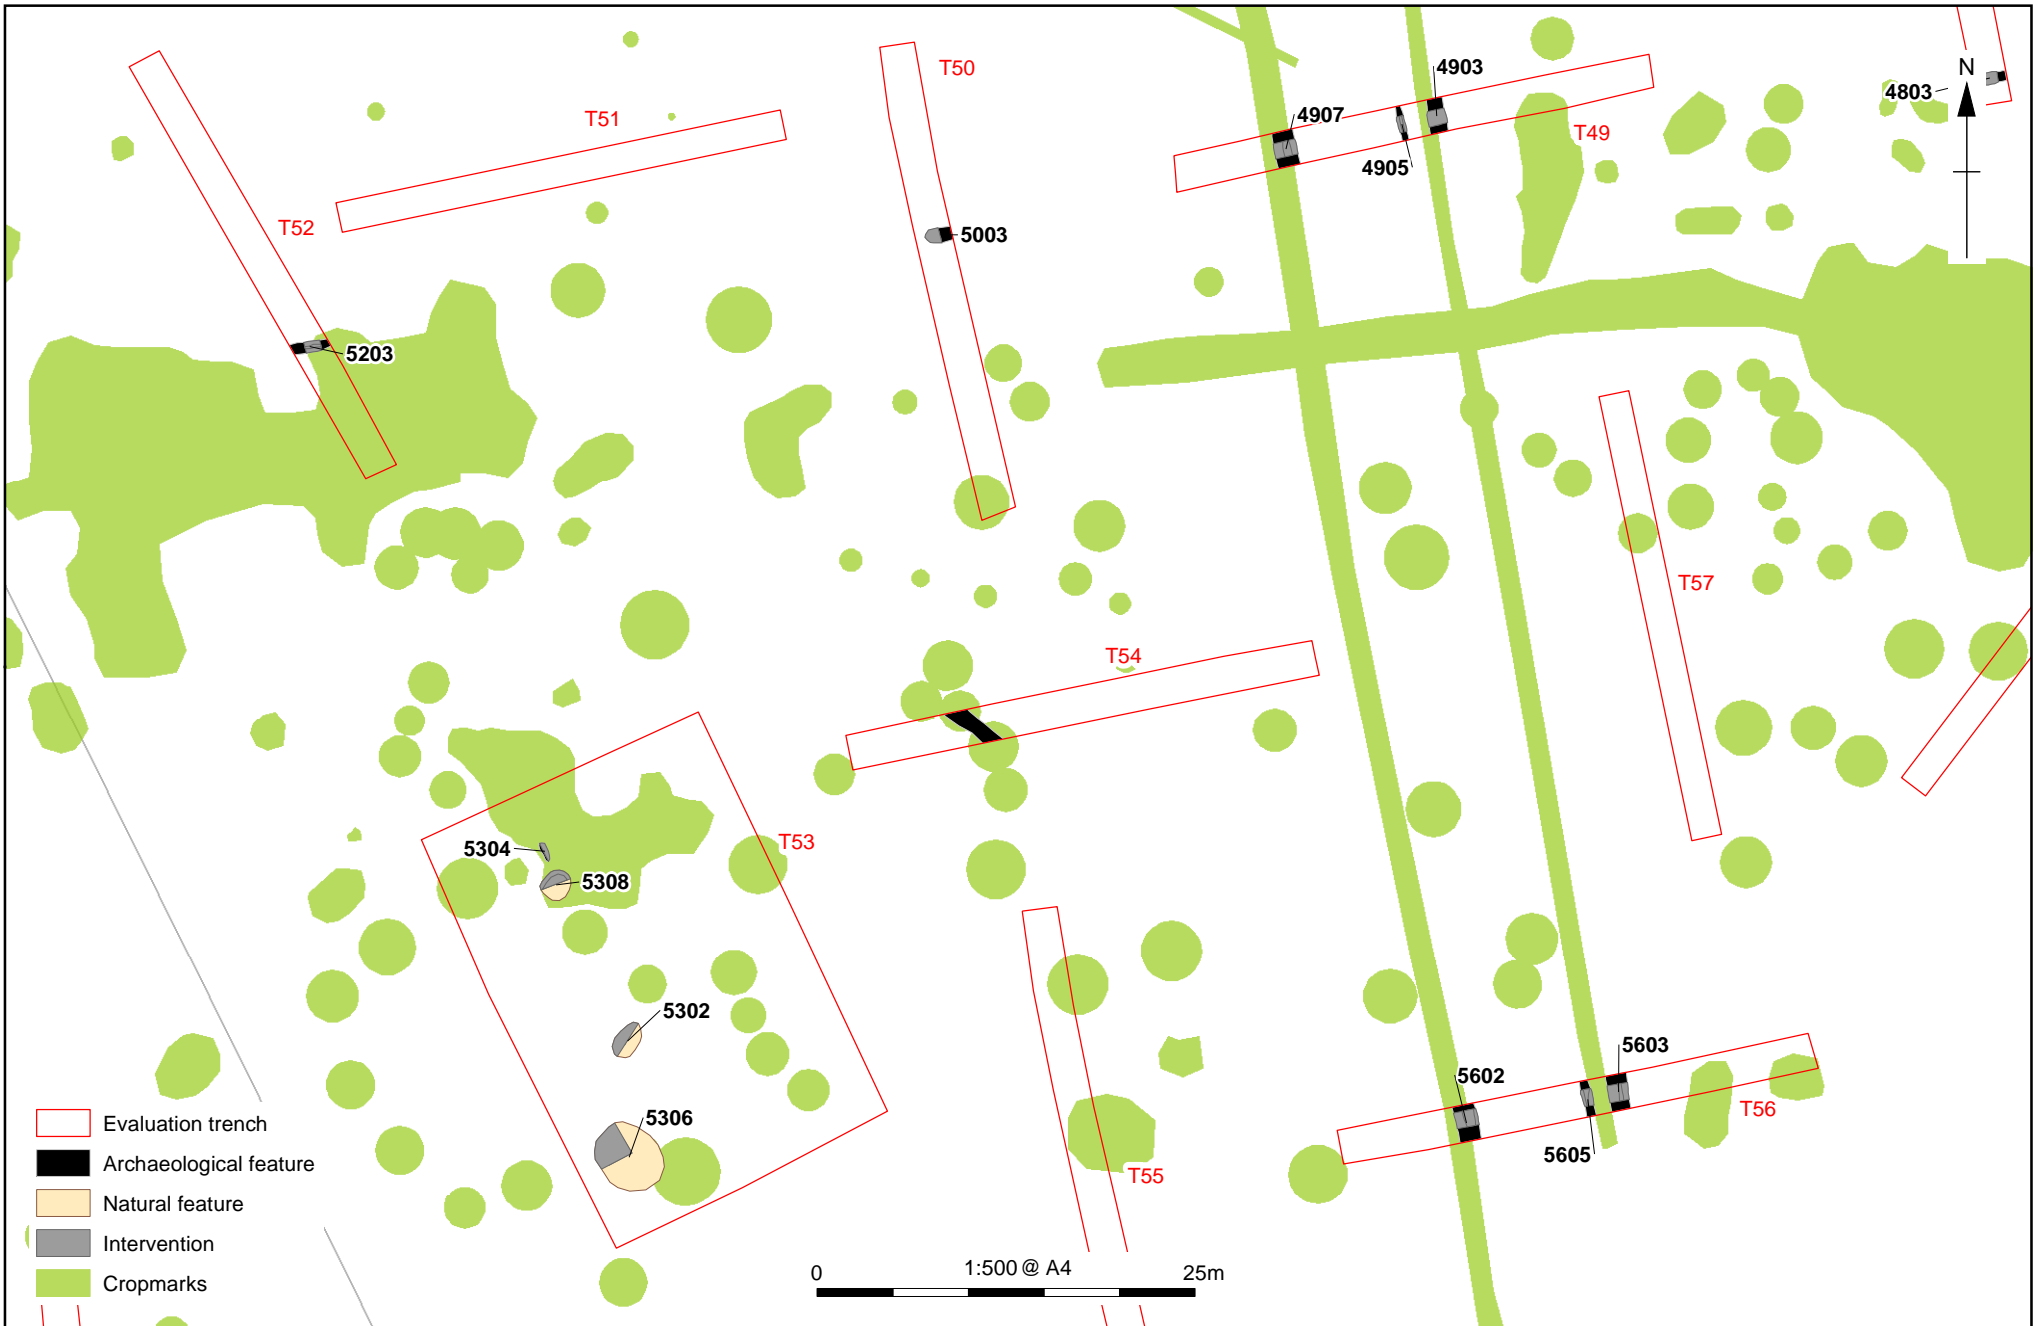 T50
4903
N
4803
T51
4907
T49
4905
T52
5003
5203
T57
T54
T53
5304
5308
5302
5603
5602
5306
T56
5605
T55
Evaluation trench
Archaeological feature
Natural feature
Intervention
Cropmarks
0 1:500 @ A4 25m